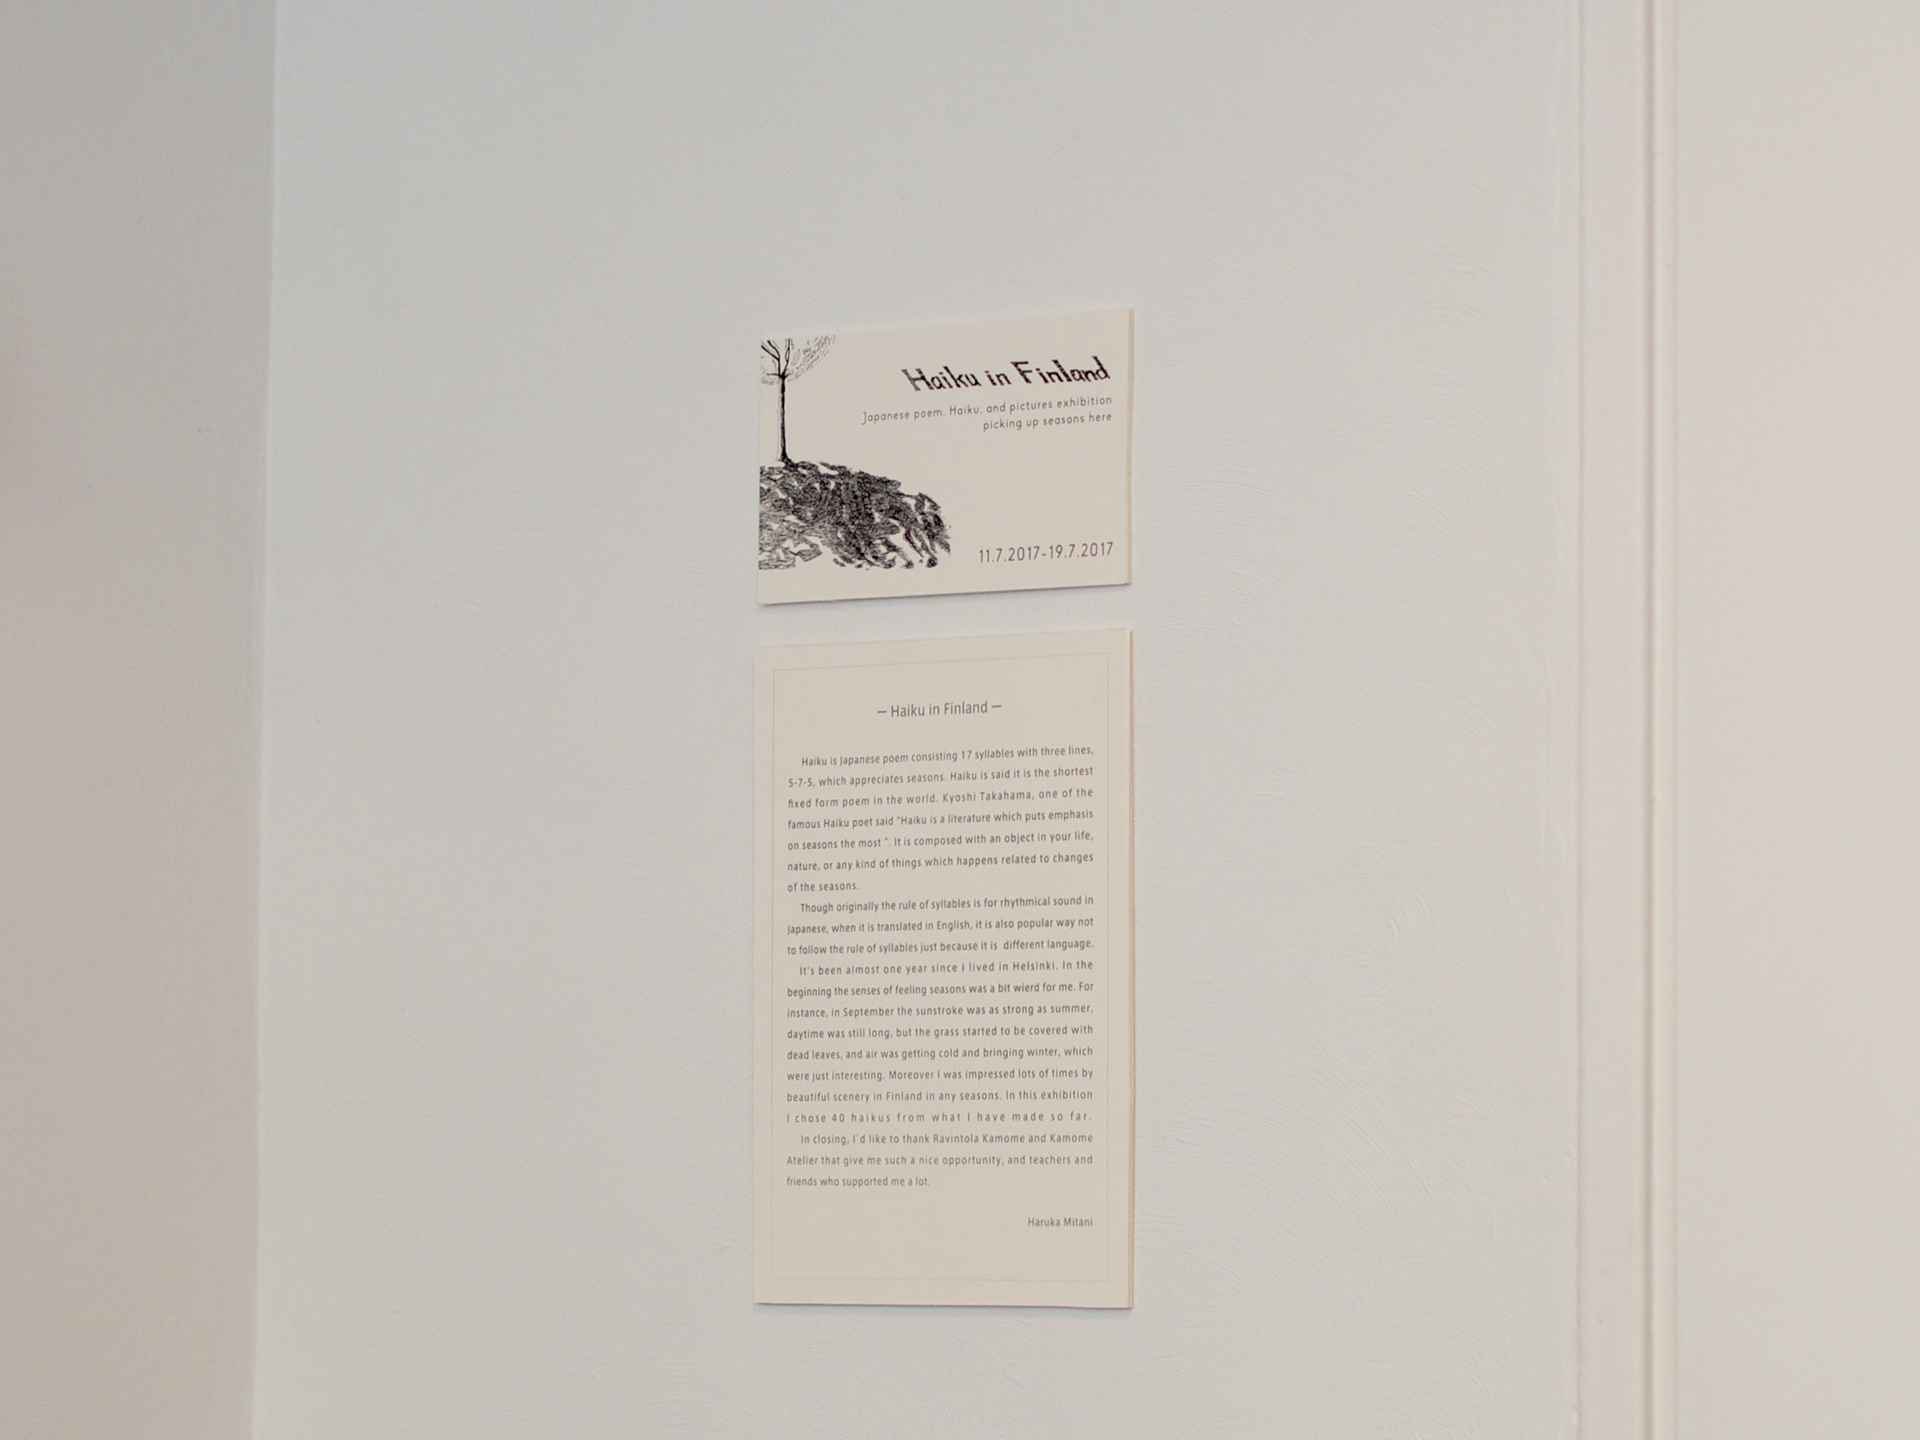 Haiku in Finland
Japanese poem, Haiku, and pictures exhibition
picking up seasons here
11.7.2017-19.7.2017
— Haiku in Finland —
Haiku is Japanese poem consisting 17 syllables with three lines,
5-7-5, which appreciates seasons. Haiku is said it is the shortest
fixed form poem in the world. Kyoshi Takahama, one of the
famous Haiku poet said "Haiku is a literature which puts emphasis
on seasons the most ". It is composed with an object in your life,
nature, or any kind of things which happens related to changes
of the seasons.
Though originally the rule of syllables is for rhythmical sound in
Japanese, when it is translated in English, it is also popular way not
to follow the rule of syllables just because it is different language.
It's been almost one year since I lived in Helsinki. In the
beginning the senses of feeling seasons was a bit wierd for me. For
instance, in September the sunstroke was as strong as summer,
daytime was still long, but the grass started to be covered with
dead leaves, and air was getting cold and bringing winter, which
were just interesting. Moreover I was impressed lots of times by
beautiful scenery in Finland in any seasons. In this exhibition
I chose 40 haikus from what I have made so far.
In closing, I'd like to thank Ravintola Kamome and Kamome
Atelier that give me such a nice opportunity, and teachers and
friends who supported me a lot.
Haruka Mitani